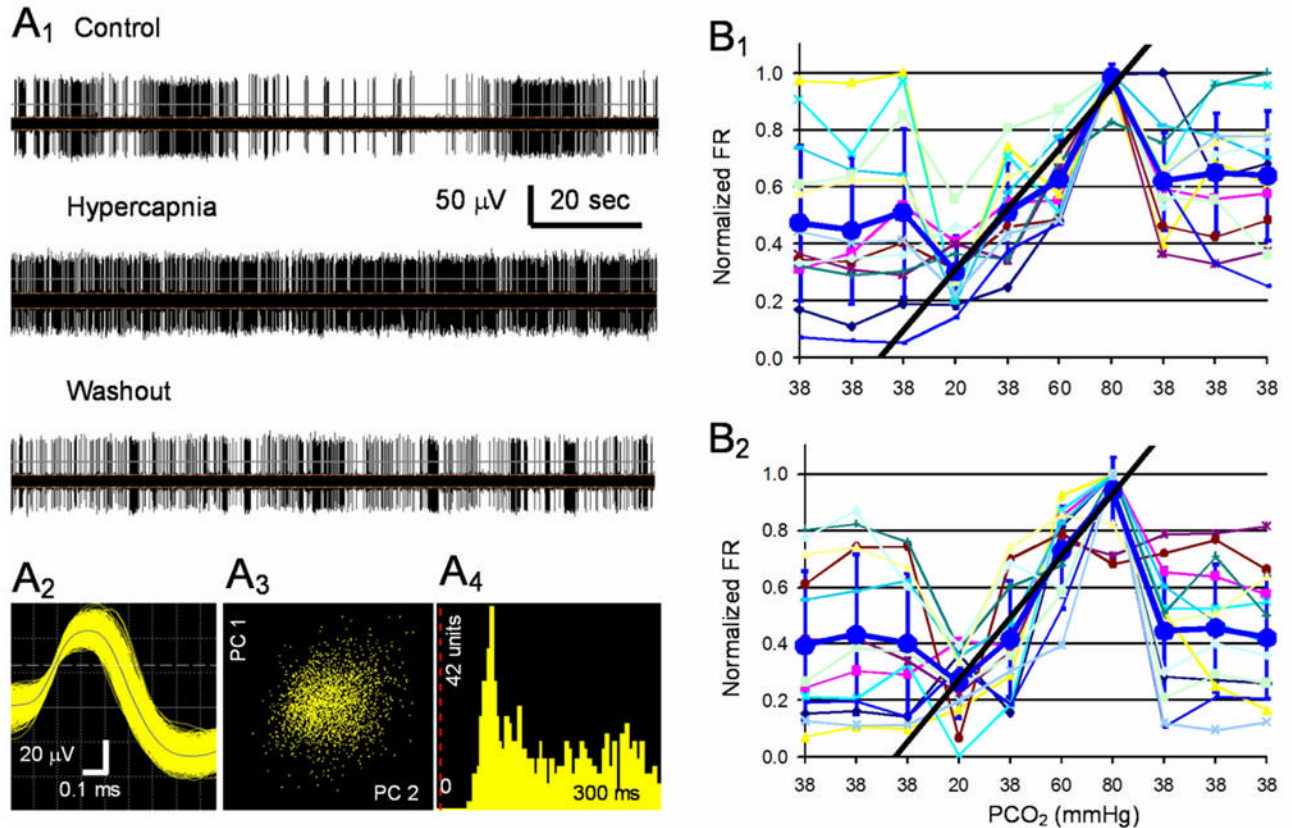 A1 Control
50 µV
20 sec
Hypercapnia
Washout
A2
20 µV
0.1 ms
A3
PC 1
PC 2
A4
42 units
0
300 ms
B1
Normalized FR
1.0
0.8
0.6
0.4
0.2
0.0
38 38 38 20 38 60 80 38 38 38
B2
Normalized FR
1.0
0.8
0.6
0.4
0.2
0.0
38 38 38 20 38 60 80 38 38 38
PCO2 (mmHg)